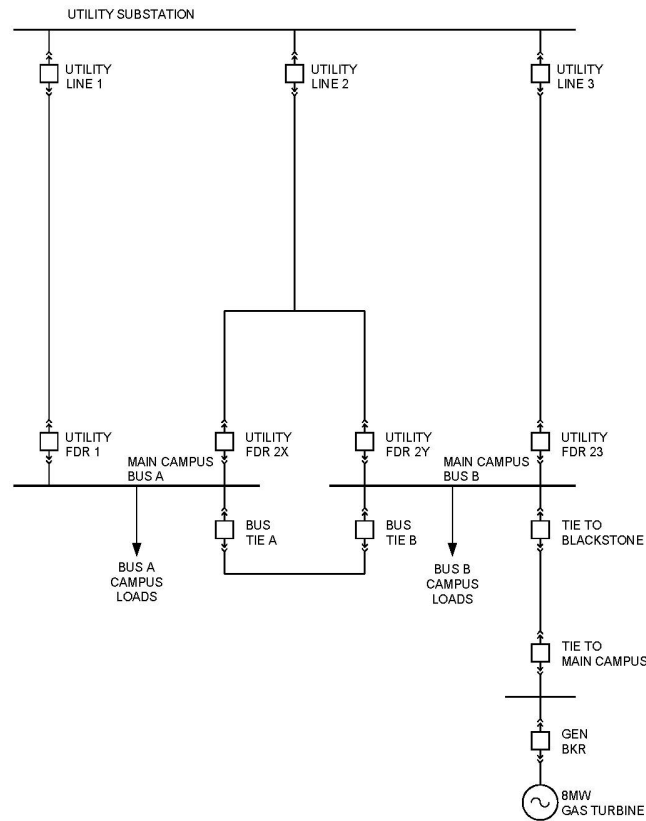 UTILITY SUBSTATION
UTILITY
LINE 1
UTILITY
LINE 2
UTILITY
LINE 3
UTILITY
FDR 1
UTILITY
FDR 2X
UTILITY
FDR 2Y
UTILITY
FDR 23
MAIN CAMPUS
BUS A
MAIN CAMPUS
BUS B
BUS
TIE A
BUS
TIE B
TIE TO
BLACKSTONE
BUS A
CAMPUS
LOADS
BUS B
CAMPUS
LOADS
TIE TO
MAIN CAMPUS
GEN
BKR
8MW
GAS TURBINE